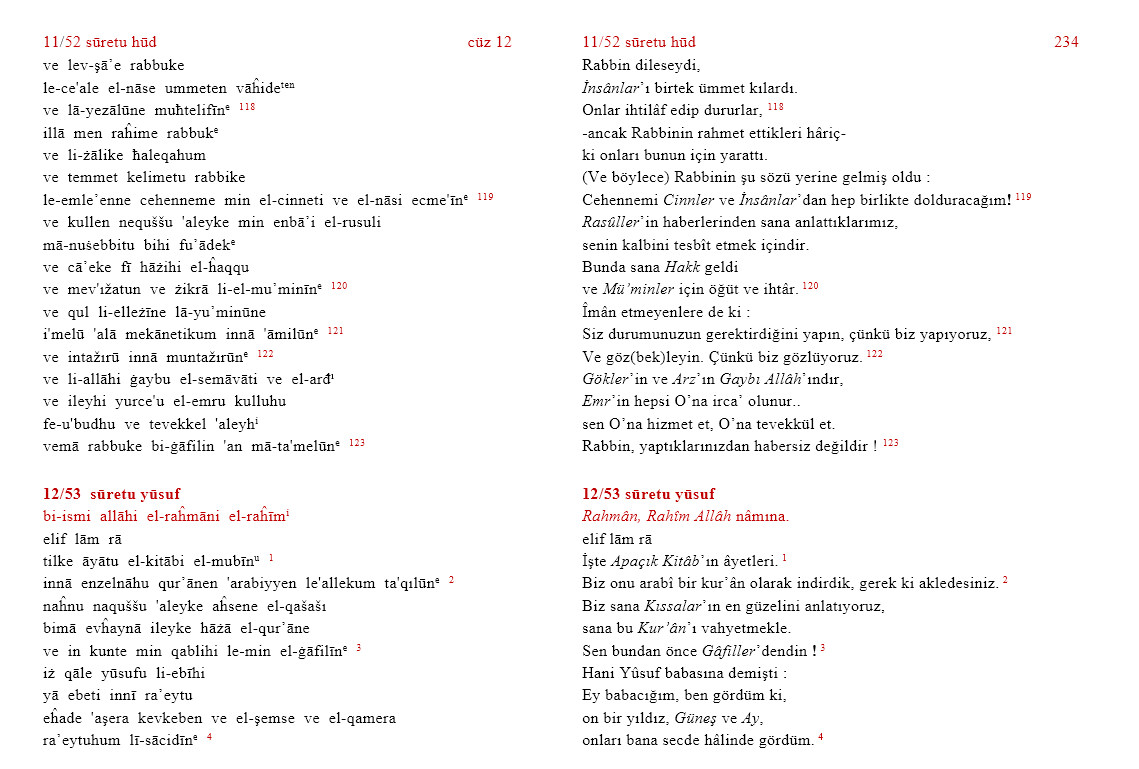 11/52 sūretu hūd cüz 12
ve lev-şā’e rabbuke
le-ce'ale el-nāse ummeten vāĥideᵗᵉⁿ
ve lā-yezālūne muħtelifīnᵉ 118
illā men raĥime rabbukᵉ
ve li-żālike ħaleqahum
ve temmet kelimetu rabbike
le-emle’enne cehenneme min el-cinneti ve el-nāsi ecme'īnᵉ 119
ve kullen nequššu 'aleyke min enbā’i el-rusuli
mā-nuŝebbitu bihi fu’ādekᵉ
ve cā’eke fī hāżihi el-ĥaqqu
ve mev'ıžatun ve żikrā li-el-mu’minīnᵉ 120
ve qul li-elleżīne lā-yu’minūne
i'melū 'alā mekānetikum innā 'āmilūnᵉ 121
ve intažırū innā muntažırūnᵉ 122
ve li-allāhi ġaybu el-semāvāti ve el-arđⁱ
ve ileyhi yurce'u el-emru kulluhu
fe-u'budhu ve tevekkel 'aleyhⁱ
vemā rabbuke bi-ġāfilin 'an mā-ta'melūnᵉ 123
12/53 sūretu yūsuf
bi-ismi allāhi el-raĥmāni el-raĥīmⁱ
elif lām rā
tilke āyātu el-kitābi el-mubīnᵘ 1
innā enzelnāhu qur’ānen 'arabiyyen le'allekum ta'qılūnᵉ 2
naĥnu naquššu 'aleyke aĥsene el-qašašı
bimā evĥaynā ileyke hāżā el-qur’āne
ve in kunte min qablihi le-min el-ġāfilīnᵉ 3
iż qāle yūsufu li-ebīhi
yā ebeti innī ra’eytu
eĥade 'aşera kevkeben ve el-şemse ve el-qamera
ra’eytuhum lī-sācidīnᵉ 4
11/52 sūretu hūd 234
Rabbin dileseydi,
İnsânlar’ı birtek ümmet kılardı.
Onlar ihtilâf edip dururlar, 118
-ancak Rabbinin rahmet ettikleri hâriç-
ki onları bunun için yarattı.
(Ve böylece) Rabbinin şu sözü yerine gelmiş oldu :
Cehennemi Cinnler ve İnsânlar’dan hep birlikte dolduracağım! 119
Rasûller’in haberlerinden sana anlattıklarımız,
senin kalbini tesbît etmek içindir.
Bunda sana Hakk geldi
ve Mü’minler için öğüt ve ihtâr. 120
Îmân etmeyenlere de ki :
Siz durumunuzun gerektirdiğini yapın, çünkü biz yapıyoruz, 121
Ve göz(bek)leyin. Çünkü biz gözlüyoruz. 122
Gökler’in ve Arz’ın Gaybı Allâh’ındır,
Emr’in hepsi O’na irca’ olunur..
sen O’na hizmet et, O’na tevekkül et.
Rabbin, yaptıklarınızdan habersiz değildir ! 123
12/53 sūretu yūsuf
Rahmân, Rahîm Allâh nâmına.
elif lām rā
İşte Apaçık Kitâb’ın âyetleri. 1
Biz onu arabî bir kur’ân olarak indirdik, gerek ki akledesiniz. 2
Biz sana Kıssalar’ın en güzelini anlatıyoruz,
sana bu Kur’ân’ı vahyetmekle.
Sen bundan önce Gâfiller’dendin ! 3
Hani Yûsuf babasına demişti :
Ey babacığım, ben gördüm ki,
on bir yıldız, Güneş ve Ay,
onları bana secde hâlinde gördüm. 4